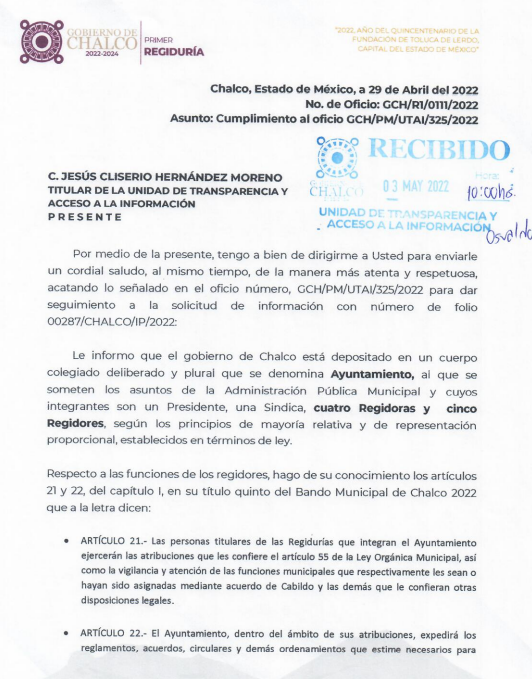 GOBIERNO DE
CHALCO
2022-2024
PRIMER
REGIDURÍA
"2022, AÑO DEL QUINCENTENARIO DE LA
FUNDACIÓN DE TOLUCA DE LERDO,
CAPITAL DEL ESTADO DE MÉXICO"
Chalco, Estado de México, a 29 de Abril del 2022
No. de Oficio: GCH/R1/0111/2022
Asunto: Cumplimiento al oficio GCH/PM/UTAI/325/2022
RECIBIDO
CHALCO
03 MAY 2022
Hora:
10:00hs.
UNIDAD DE TRANSPARENCIA Y
ACCESO A LA INFORMACIÓN
Osvaldo
C. JESÚS CLISERIO HERNÁNDEZ MORENO
TITULAR DE LA UNIDAD DE TRANSPARENCIA Y
ACCESO A LA INFORMACIÓN
P R E S E N T E
Por medio de la presente, tengo a bien de dirigirme a Usted para enviarle
un cordial saludo, al mismo tiempo, de la manera más atenta y respetuosa,
acatando lo señalado en el oficio número, GCH/PM/UTAI/325/2022 para dar
seguimiento a la solicitud de información con número de folio
00287/CHALCO/IP/2022:
Le informo que el gobierno de Chalco está depositado en un cuerpo
colegiado deliberado y plural que se denomina Ayuntamiento, al que se
someten los asuntos de la Administración Pública Municipal y cuyos
integrantes son un Presidente, una Sindica, cuatro Regidoras y cinco
Regidores, según los principios de mayoría relativa y de representación
proporcional, establecidos en términos de ley.
Respecto a las funciones de los regidores, hago de su conocimiento los artículos
21 y 22, del capítulo I, en su título quinto del Bando Municipal de Chalco 2022
que a la letra dicen:
• ARTÍCULO 21.- Las personas titulares de las Regidurías que integran el Ayuntamiento
ejercerán las atribuciones que les confiere el artículo 55 de la Ley Orgánica Municipal, así
como la vigilancia y atención de las funciones municipales que respectivamente les sean o
hayan sido asignadas mediante acuerdo de Cabildo y las demás que le confieran otras
disposiciones legales.
• ARTÍCULO 22.- El Ayuntamiento, dentro del ámbito de sus atribuciones, expedirá los
reglamentos, acuerdos, circulares y demás ordenamientos que estime necesarios para